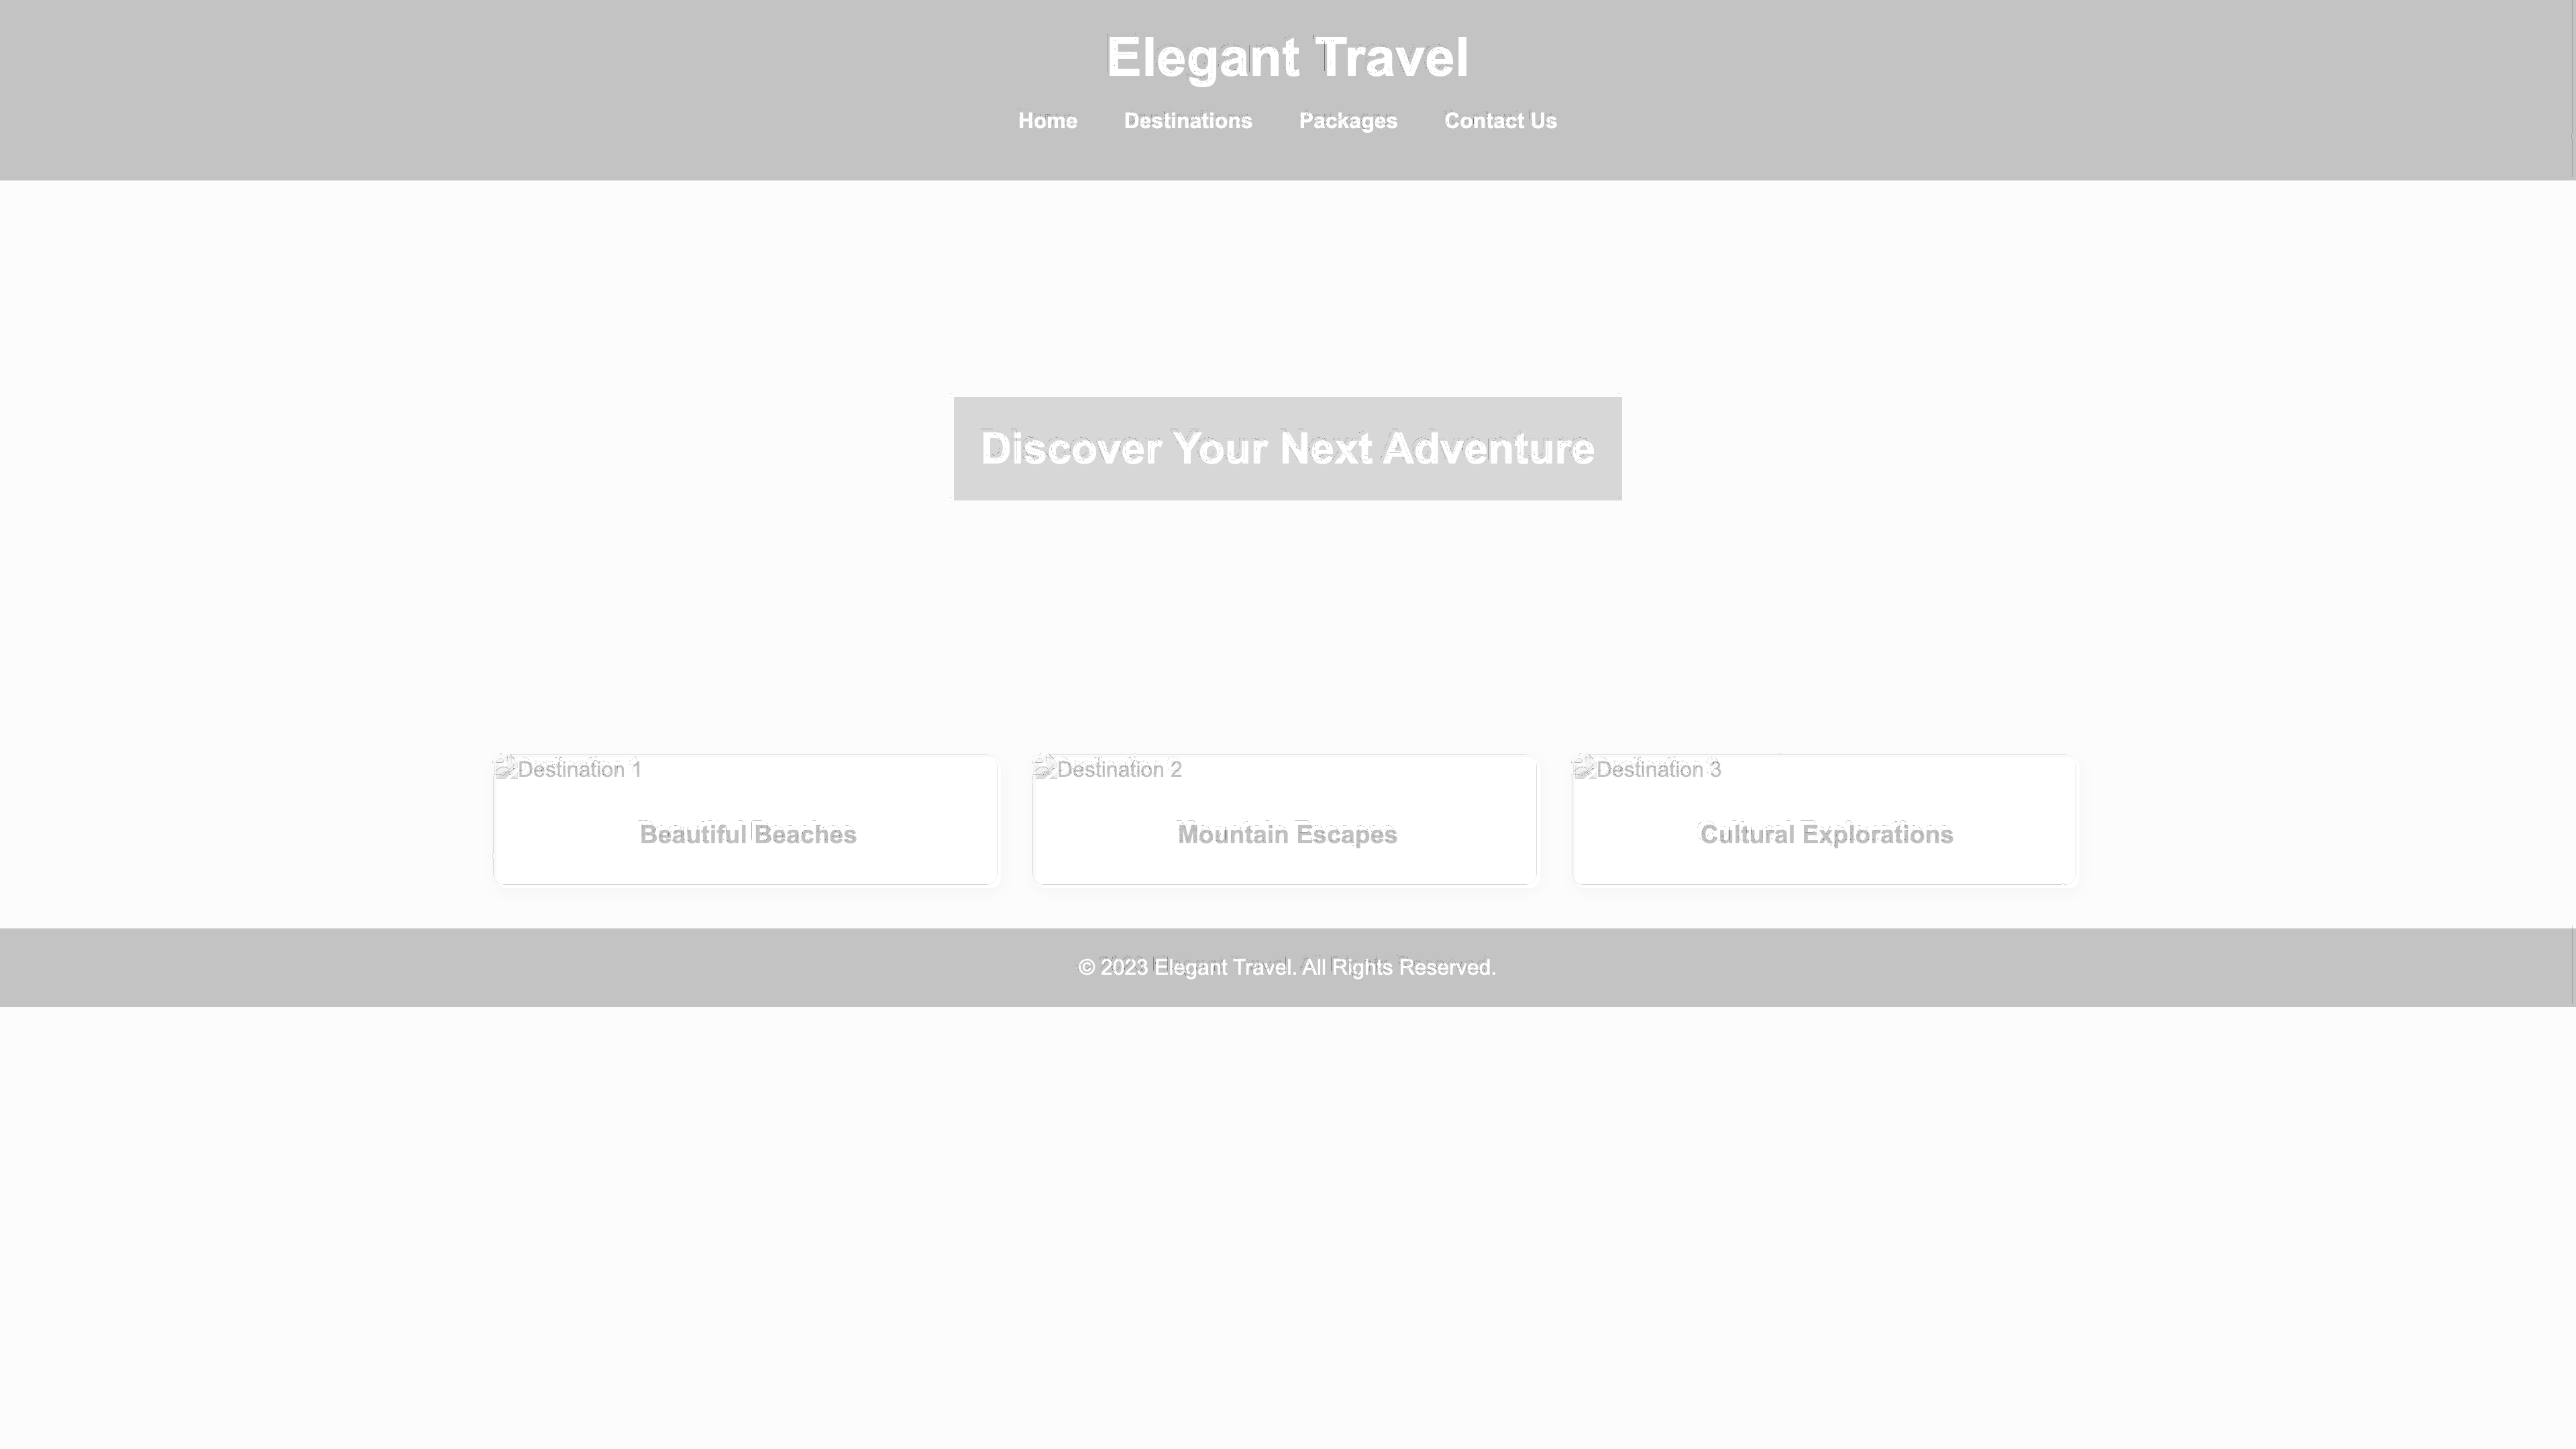 Elegant Travel
Home Destinations Packages Contact Us
Discover Your Next Adventure
Destination 1 Destination 2 Destination 3
Beautiful Beaches Mountain Escapes Cultural Explorations
© 2023 Elegant Travel. All Rights Reserved.